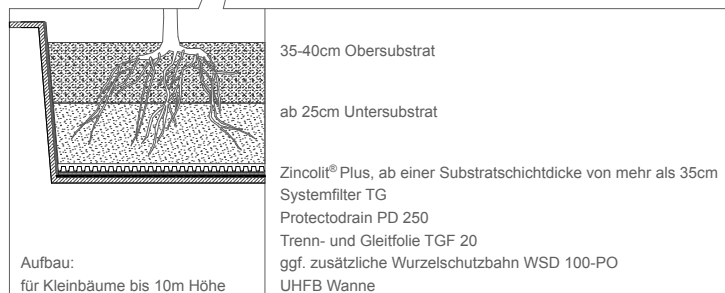 35-40cm Obersubstrat
ab 25cm Untersubstrat
Zincolit® Plus, ab einer Substratschichtdicke von mehr als 35cm
Systemfilter TG
Protectodrain PD 250
Trenn- und Gleitfolie TGF 20
ggf. zusätzliche Wurzelschutzbahn WSD 100-PO
UHFB Wanne
Aufbau:
für Kleinbäume bis 10m Höhe